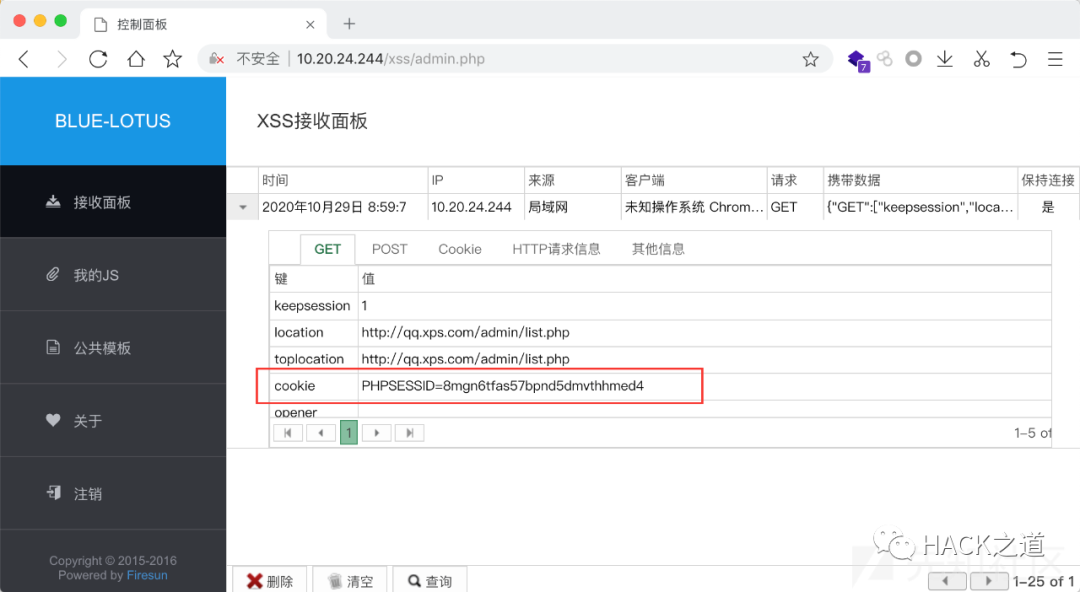 控制面板
不安全 10.20.24.244/xss/admin.php
7
BLUE-LOTUS
接收面板
我的JS
公共模板
关于
注销
Copyright © 2015-2016
Powered by Firesun
XSS接收面板
时间 IP 来源 客户端 请求 携带数据 保持连接
2020年10月29日 8:59:7 10.20.24.244 局域网 未知操作系统 Chrom... GET {"GET":["keepsession","loca... 是
GET POST Cookie HTTP请求信息 其他信息
键 值
keepsession 1
location http://qq.xps.com/admin/list.php
toplocation http://qq.xps.com/admin/list.php
cookie PHPSESSID=8mgn6tfas57bpnd5dmvthhmed4
opener
1 1–5 of
删除 清空 查询 1–25 of 1
HACK之道